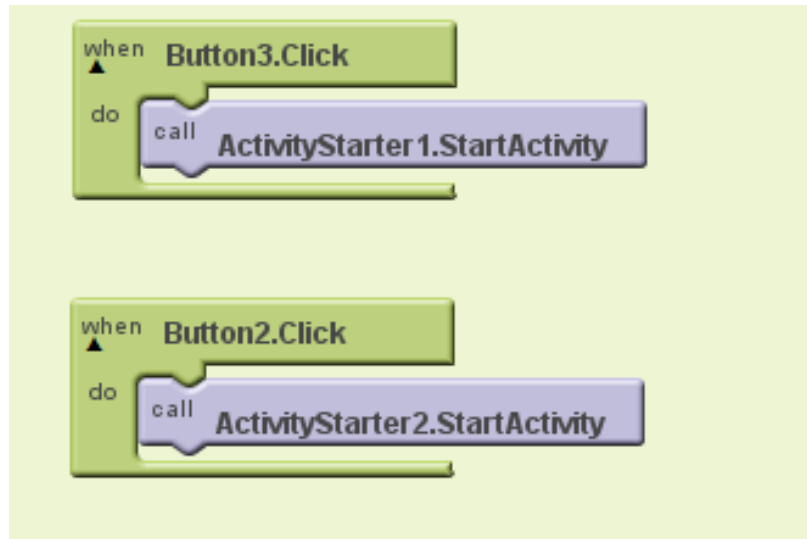 when Button3.Click
do
call ActivityStarter1.StartActivity
when Button2.Click
do
call ActivityStarter2.StartActivity